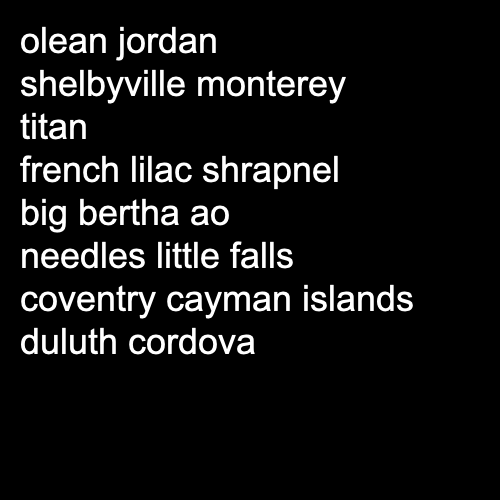 olean jordan
shelbyville monterey
titan
french lilac shrapnel
big bertha ao
needles little falls
coventry cayman islands
duluth cordova